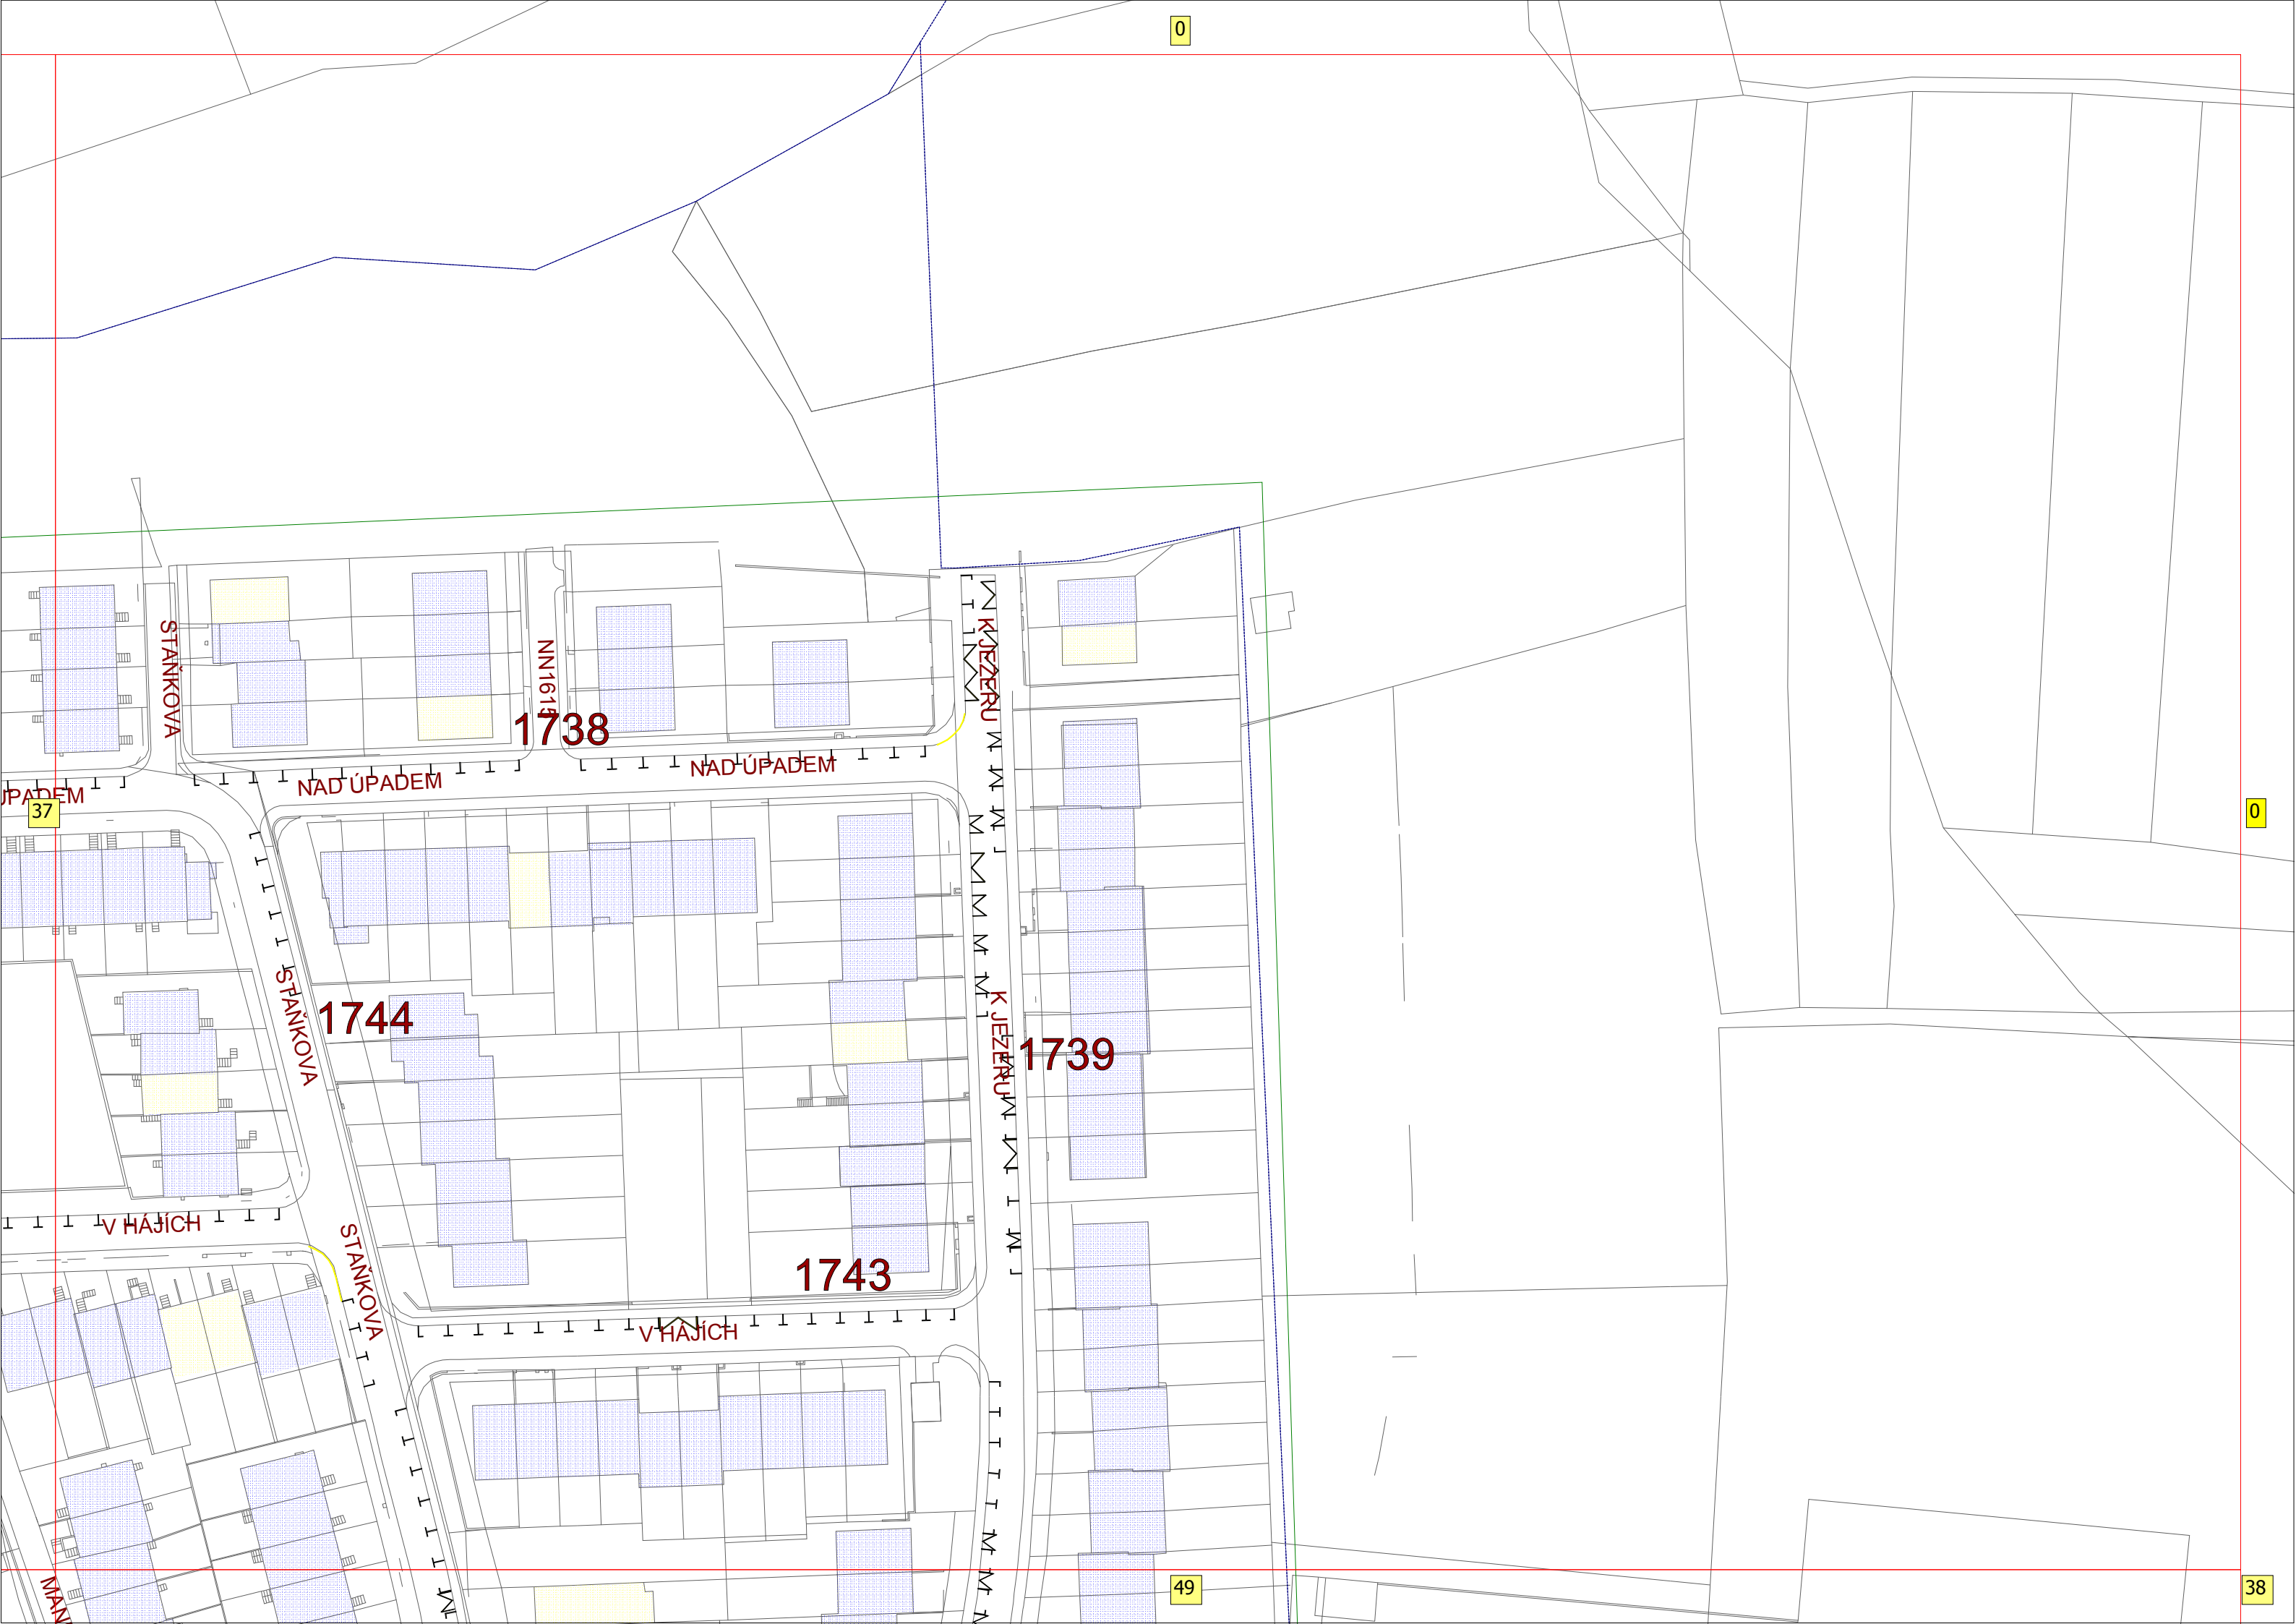 0
STAŇKOVA
NN1615
K JEZERU
1738
NAD ÚPADEM
NAD ÚPADEM
ÚPADEM
37
0
STAŇKOVA
1744
K JEZERU
1739
V HÁJÍCH
STAŇKOVA
1743
V HÁJÍCH
49
38